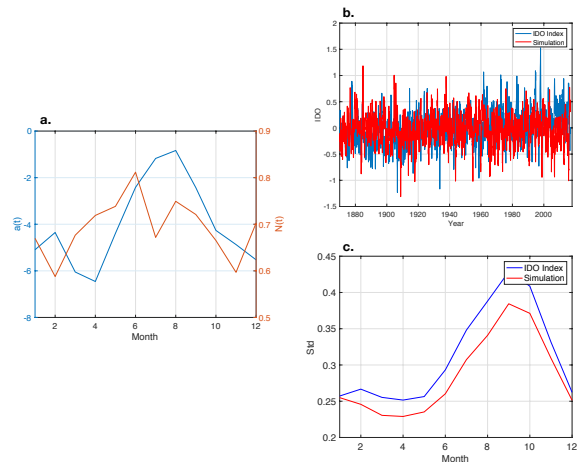 a.
0
-2
-4
-6
-8
a(t)
0.9
0.8
0.7
0.6
0.5
N(t)
2 4 6 8 10 12
Month
b.
2
1.5
1
0.5
0
-0.5
-1
-1.5
IDO
1880 1900 1920 1940 1960 1980 2000
Year
IDO Index
Simulation
c.
0.45
0.4
0.35
0.3
0.25
0.2
Std
2 4 6 8 10 12
Month
IDO Index
Simulation